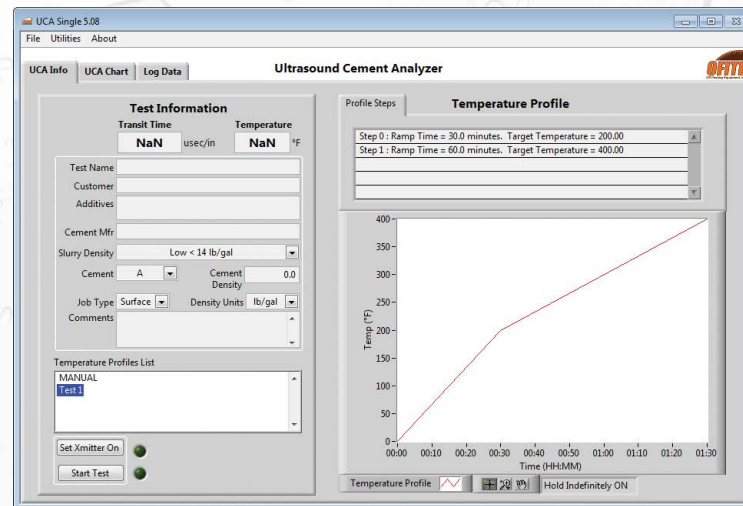 UCA Single 5.08
File Utilities About
UCA Info UCA Chart Log Data
Ultrasound Cement Analyzer
OFITE
Test Information
Transit Time Temperature
NaN usec/in NaN °F
Test Name
Customer
Additives
Cement Mfr
Slurry Density Low < 14 lb/gal
Cement A Cement Density 0.0
Job Type Surface Density Units lb/gal
Comments
Temperature Profiles List
MANUAL
Test 1
Set Xmitter On
Start Test
Profile Steps Temperature Profile
Step 0 : Ramp Time = 30.0 minutes. Target Temperature = 200.00
Step 1 : Ramp Time = 60.0 minutes. Target Temperature = 400.00
400
350
300
250
200
150
100
50
0
Temp (°F)
00:00 00:10 00:20 00:30 00:40 00:50 01:00 01:10 01:20 01:30
Time (HH:MM)
Temperature Profile Hold Indefinitely ON